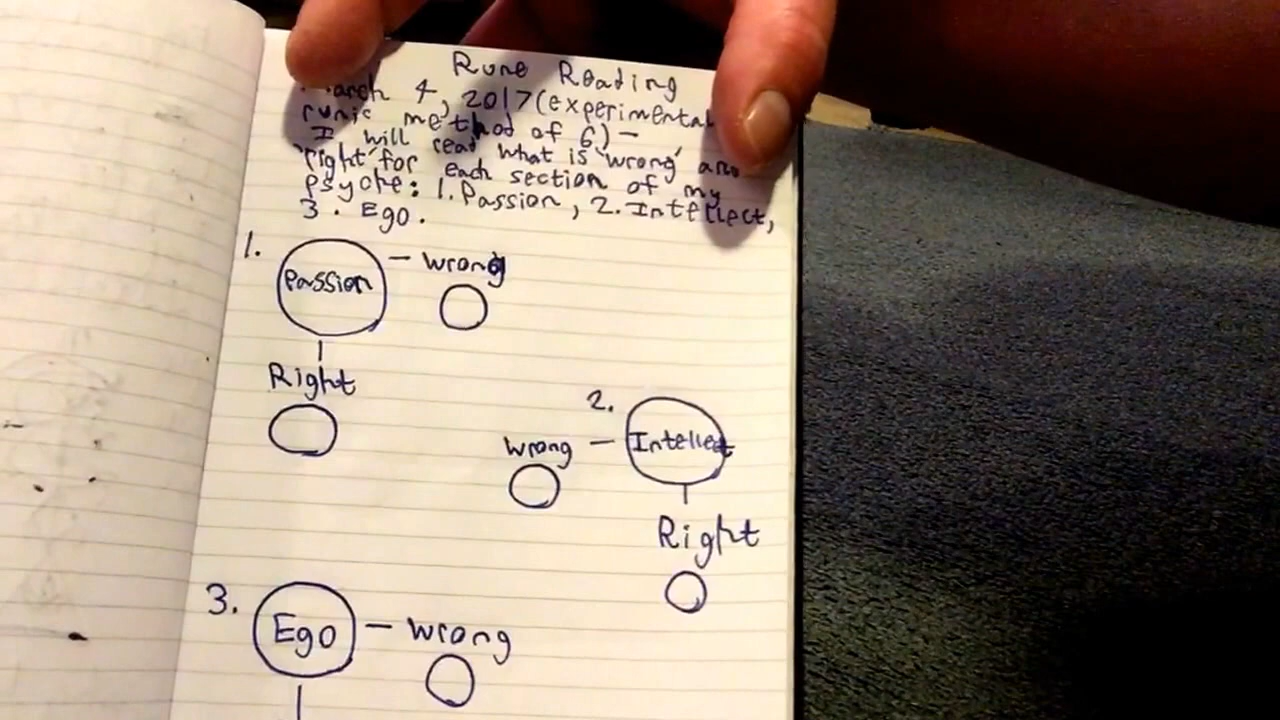 Rune Reading
arch 4, 2017 (experimental
runic method of 6) -
I will read what is 'wrong' an
'right' for each section of my
psyche: 1. Passion, 2. Intellect,
3. Ego.
1. Passion - wrong
Right
2. Intellect
wrong -
Right
3. Ego - wrong